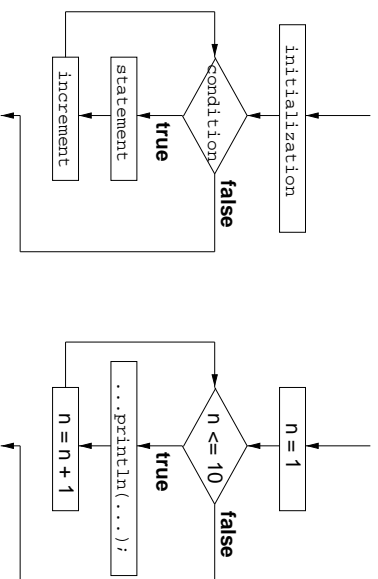 initialization
condition
false
true
statement
increment
n = 1
n <= 10
false
true
...println(...);
n = n + 1